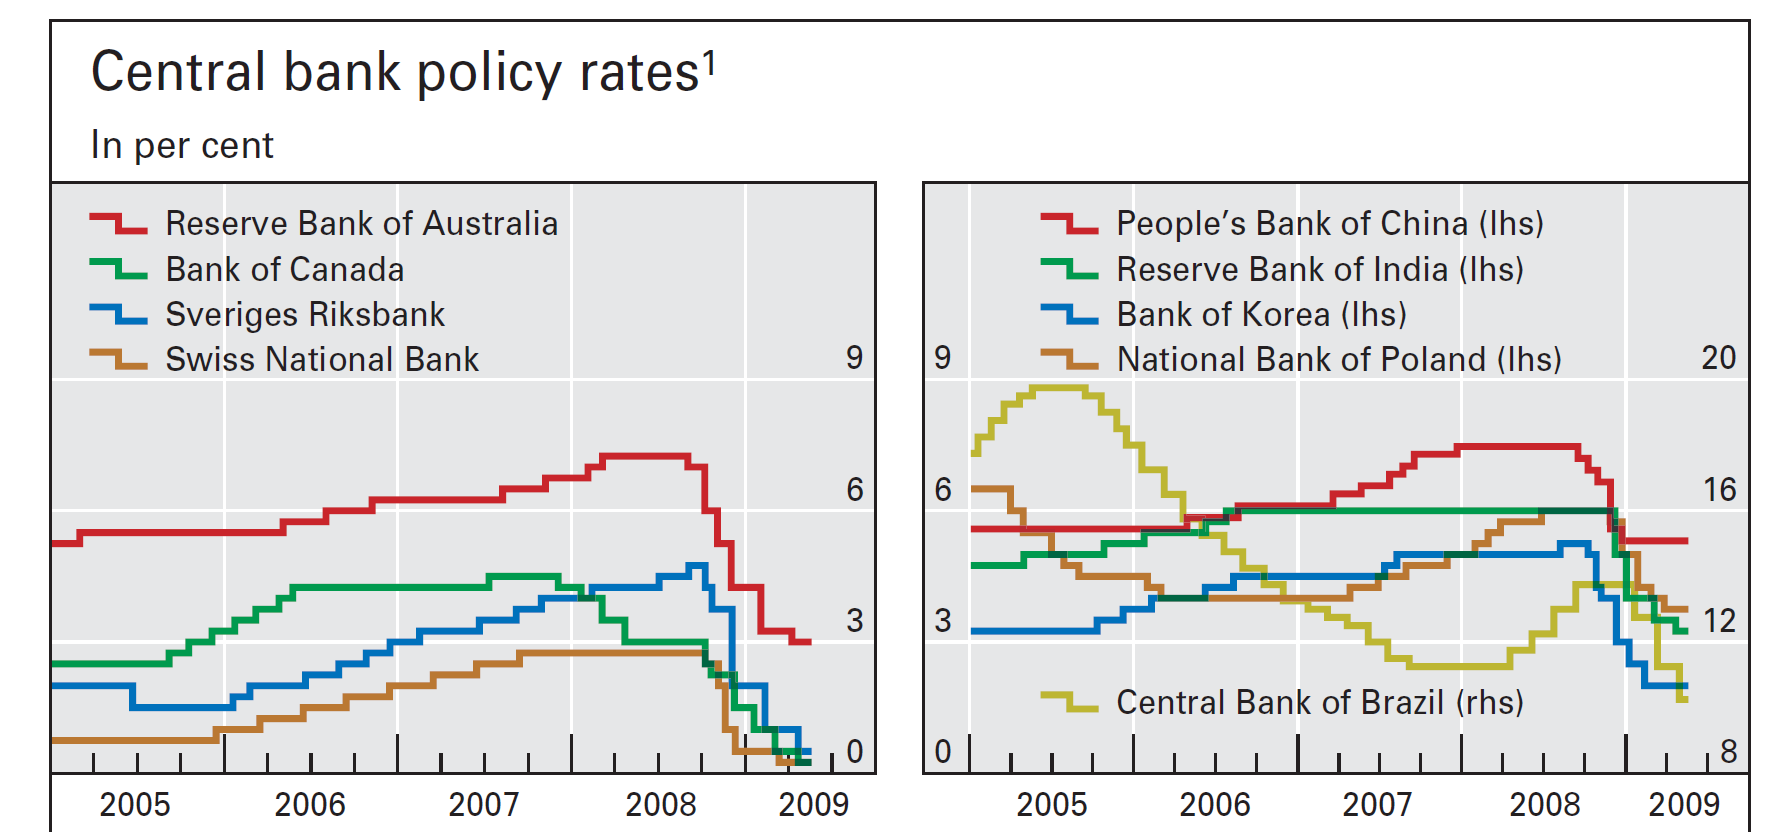 Central bank policy rates¹
In per cent
Reserve Bank of Australia
Bank of Canada
Sveriges Riksbank
Swiss National Bank
9
6
3
0
2005 2006 2007 2008 2009
People’s Bank of China (lhs)
Reserve Bank of India (lhs)
Bank of Korea (lhs)
National Bank of Poland (lhs)
9 20
6 16
3 12
Central Bank of Brazil (rhs)
0 8
2005 2006 2007 2008 2009